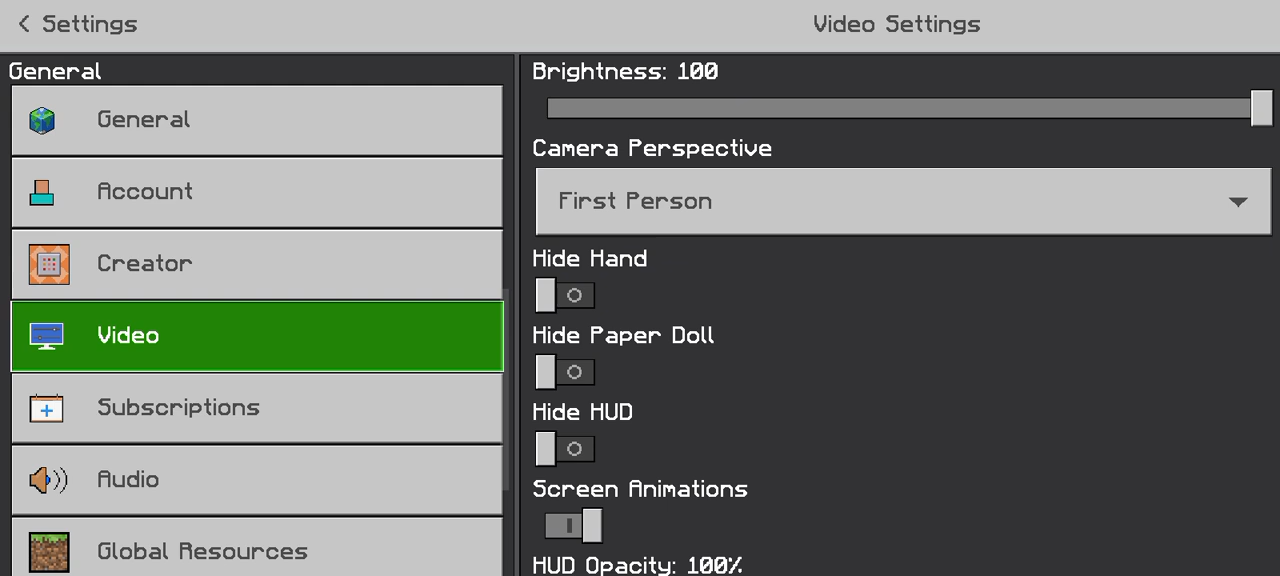 Settings
Video Settings
General
General
Account
Creator
Video
Subscriptions
Audio
Global Resources
Brightness: 100
Camera Perspective
First Person
Hide Hand
Hide Paper Doll
Hide HUD
Screen Animations
HUD Opacity: 100%